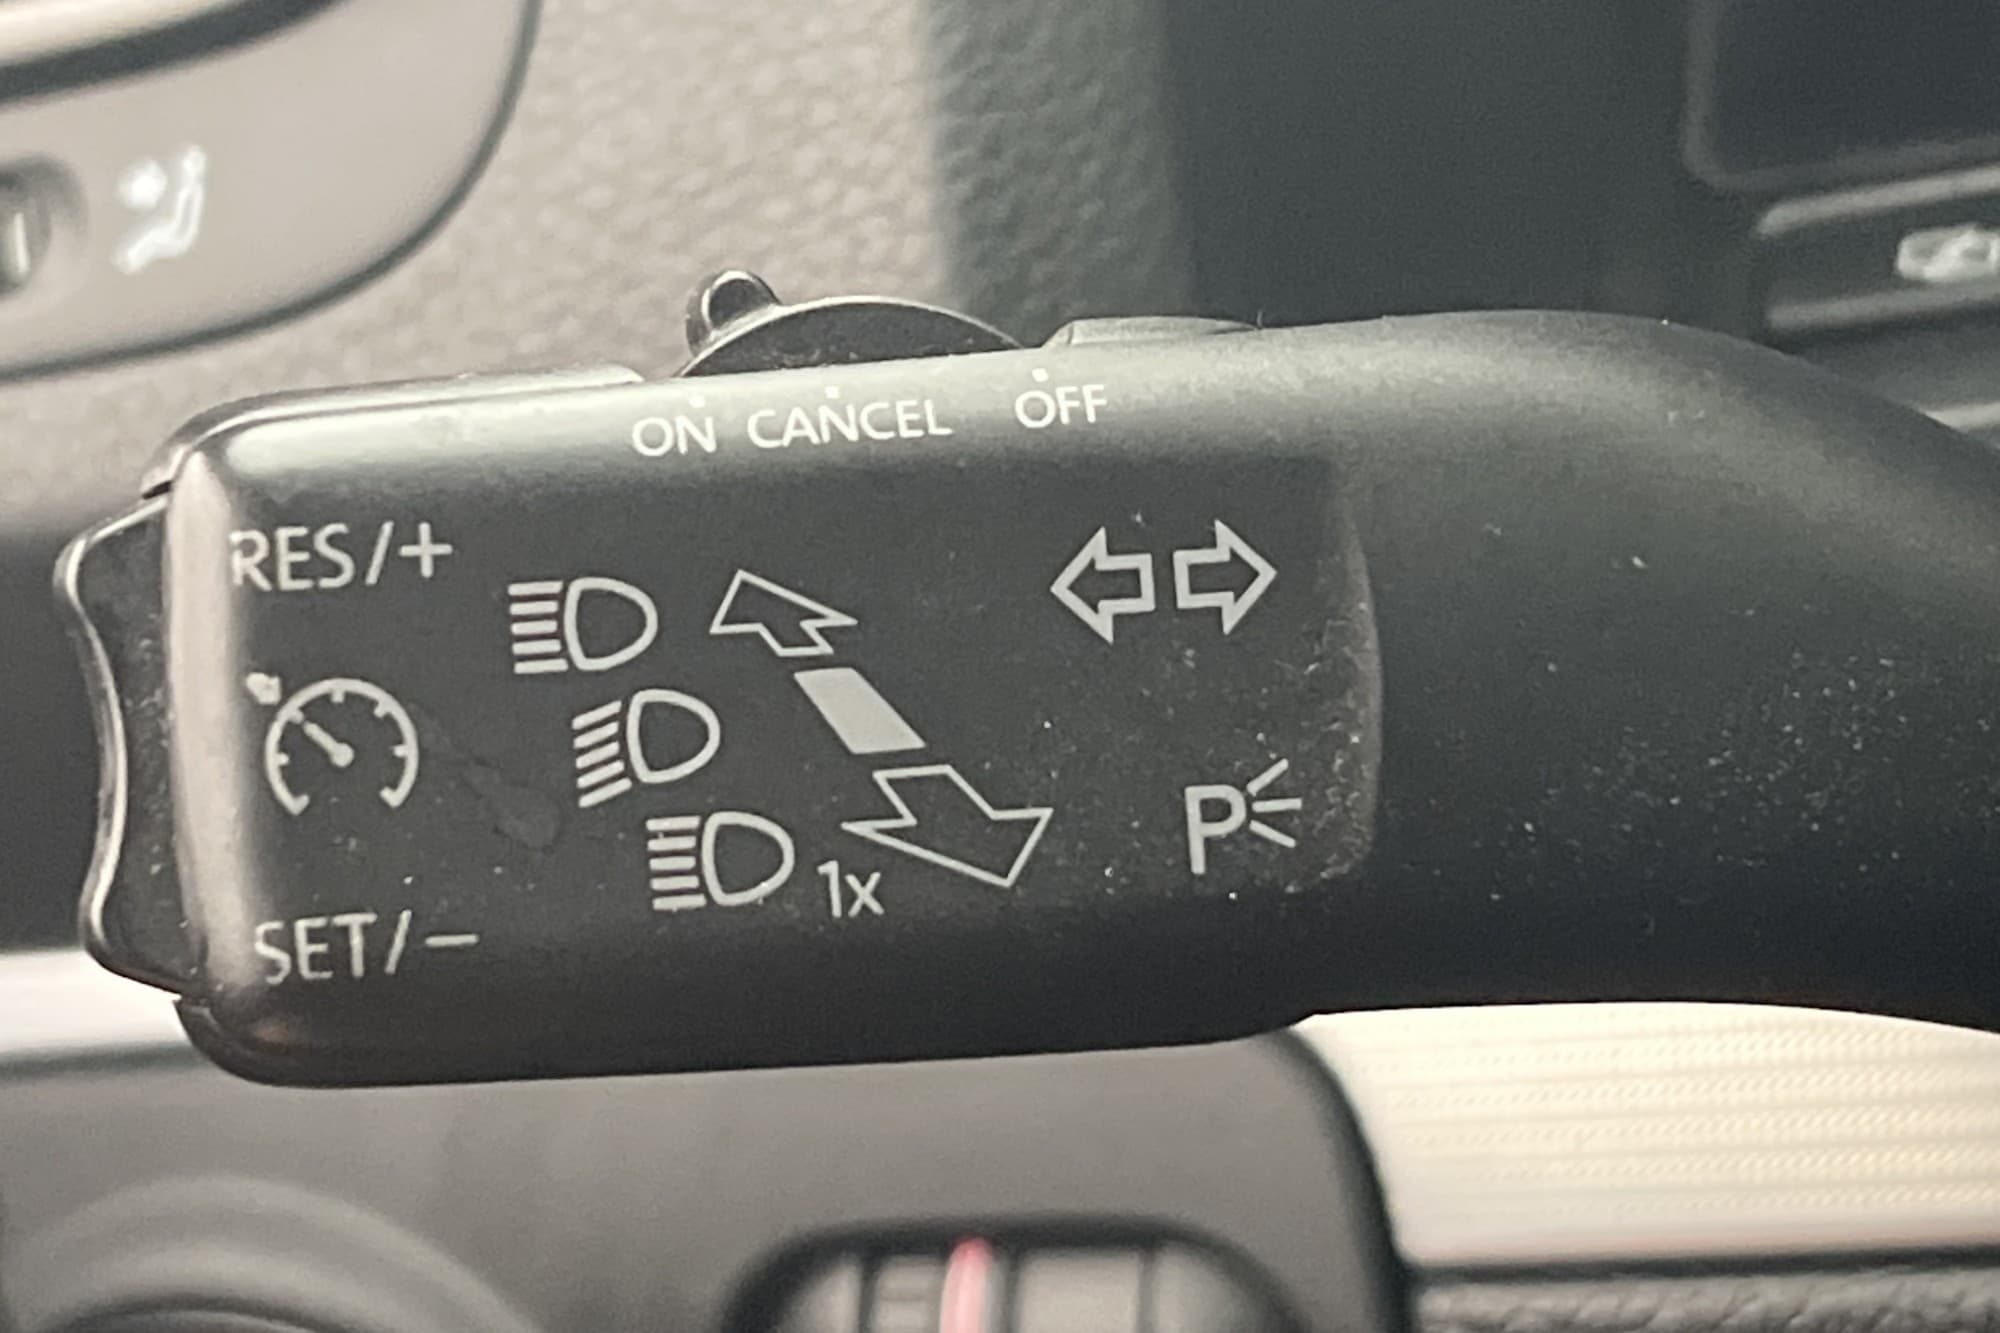 ON CANCEL OFF
RES/+
1x
P
SET/−